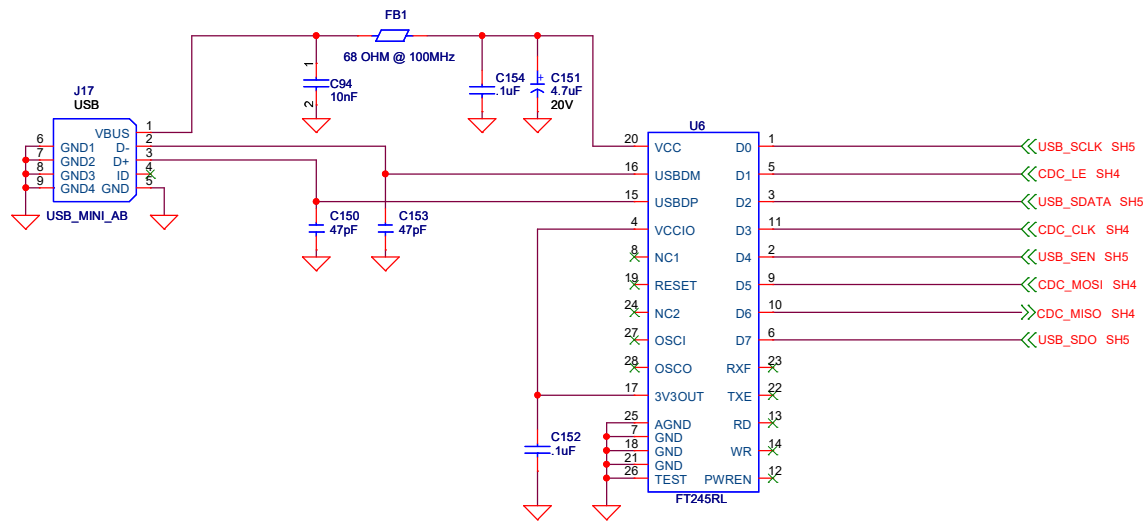 FB1
68 OHM @ 100MHz
1
C94
10nF
2
C154
.1uF
C151
+
4.7uF
20V
J17
USB
VBUS 1
6 GND1 D- 2
7 GND2 D+ 3
8 GND3 ID 4
9 GND4 GND 5
USB_MINI_AB
C150
47pF
C153
47pF
C152
.1uF
U6
20 VCC D0 1 USB_SCLK SH5
16 USBDM D1 5 CDC_LE SH4
15 USBDP D2 3 USB_SDATA SH5
4 VCCIO D3 11 CDC_CLK SH4
8 NC1 D4 2 USB_SEN SH5
19 RESET D5 9 CDC_MOSI SH4
24 NC2 D6 10 CDC_MISO SH4
27 OSCI D7 6 USB_SDO SH5
28 OSCO RXF 23
17 3V3OUT TXE 22
25 AGND RD 13
7 GND
18 GND WR 14
21 GND
26 TEST PWREN 12
FT245RL